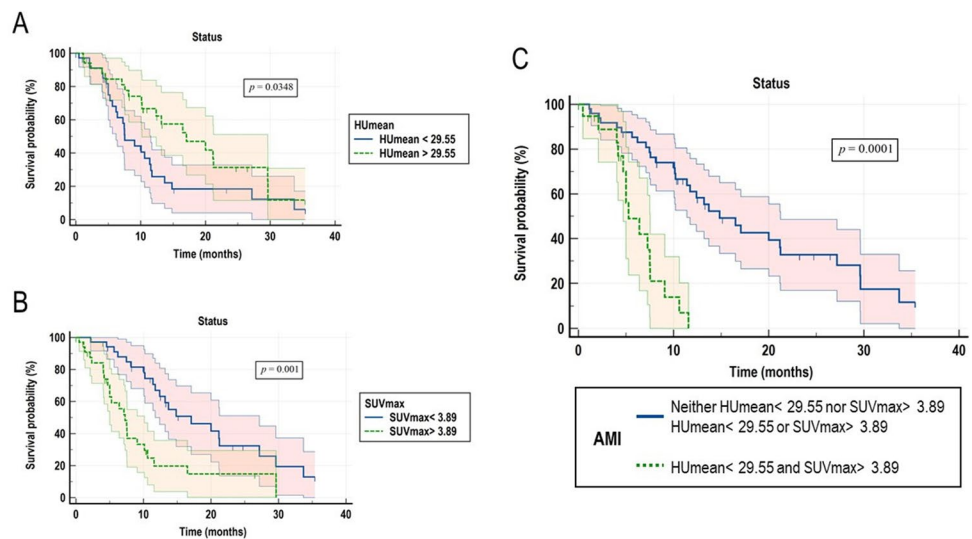 A
Status
Survival probability (%)
100
80
60
40
20
0
0 10 20 30 40
Time (months)
p = 0.0348
HUmean
HUmean < 29.55
HUmean > 29.55
B
Status
Survival probability (%)
100
80
60
40
20
0
0 10 20 30 40
Time (months)
p = 0.001
SUVmax
SUVmax< 3.89
SUVmax> 3.89
C
Status
Survival probability (%)
100
80
60
40
20
0
0 10 20 30 40
Time (months)
p = 0.0001
AMI
Neither HUmean< 29.55 nor SUVmax> 3.89
HUmean< 29.55 or SUVmax> 3.89
HUmean< 29.55 and SUVmax> 3.89